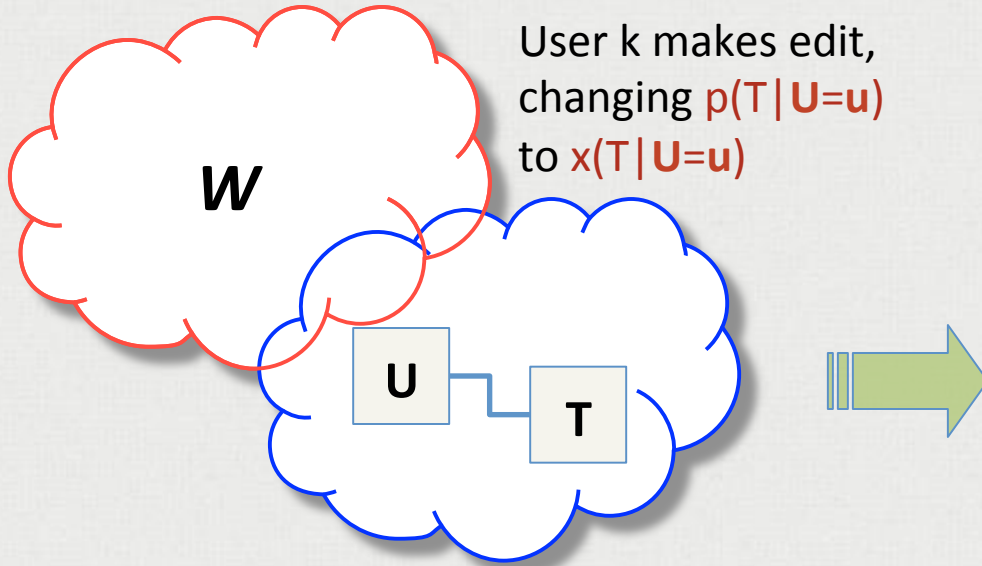 User k makes edit,
changing p(T|U=u)
to x(T|U=u)
W
U
T